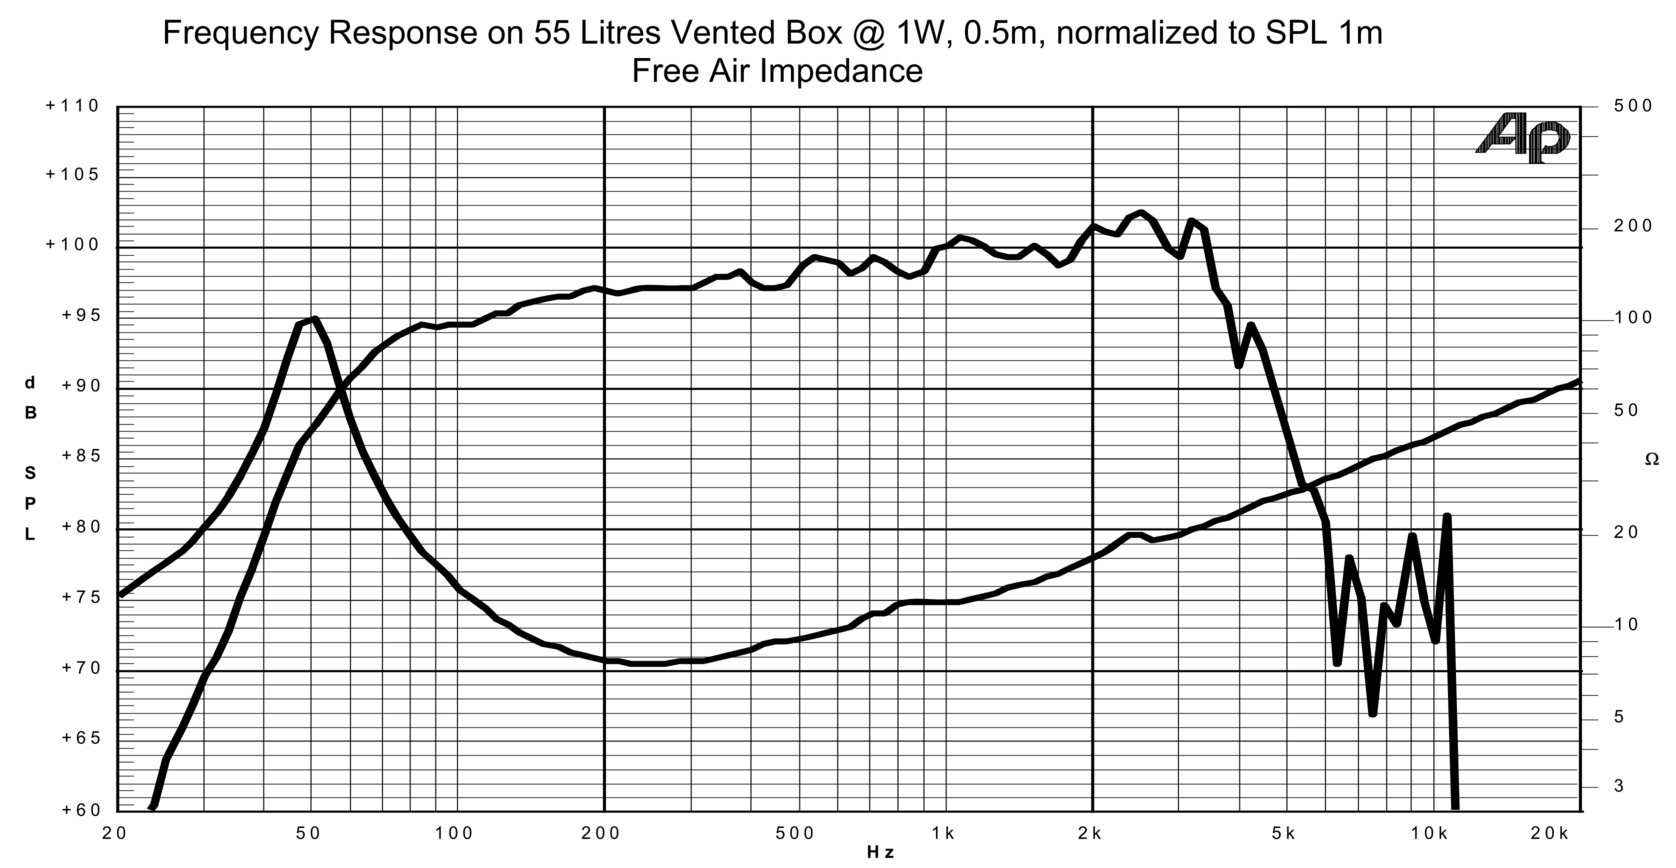 Frequency Response on 55 Litres Vented Box @ 1W, 0.5m, normalized to SPL 1m
Free Air Impedance
+110
+105
+100
+95
+90
+85
+80
+75
+70
+65
+60
d
B
S
P
L
Ap
500
200
100
50
20
10
5
3
Ω
20
50
100
200
500
1k
2k
5k
10k
20k
Hz